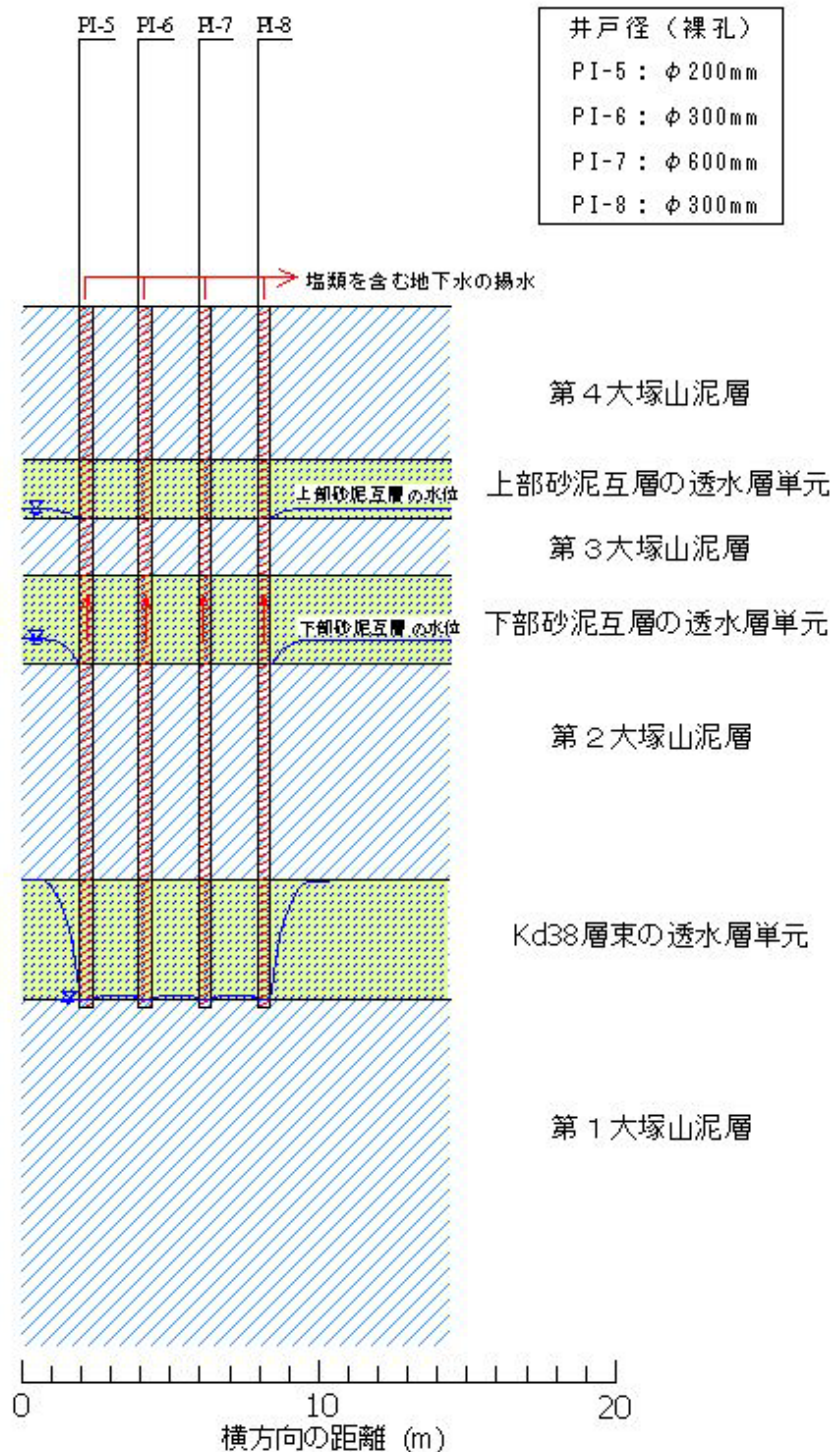 PI-5 PI-6 PI-7 PI-8
井戸径（裸孔）
PI-5：φ200mm
PI-6：φ300mm
PI-7：φ600mm
PI-8：φ300mm
塩類を含む地下水の揚水
第４大塚山泥層
上部砂泥互層の透水層単元
上部砂泥互層の水位
第３大塚山泥層
下部砂泥互層の透水層単元
下部砂泥互層の水位
第２大塚山泥層
Kd38層束の透水層単元
第１大塚山泥層
0 10 20
横方向の距離 (m)